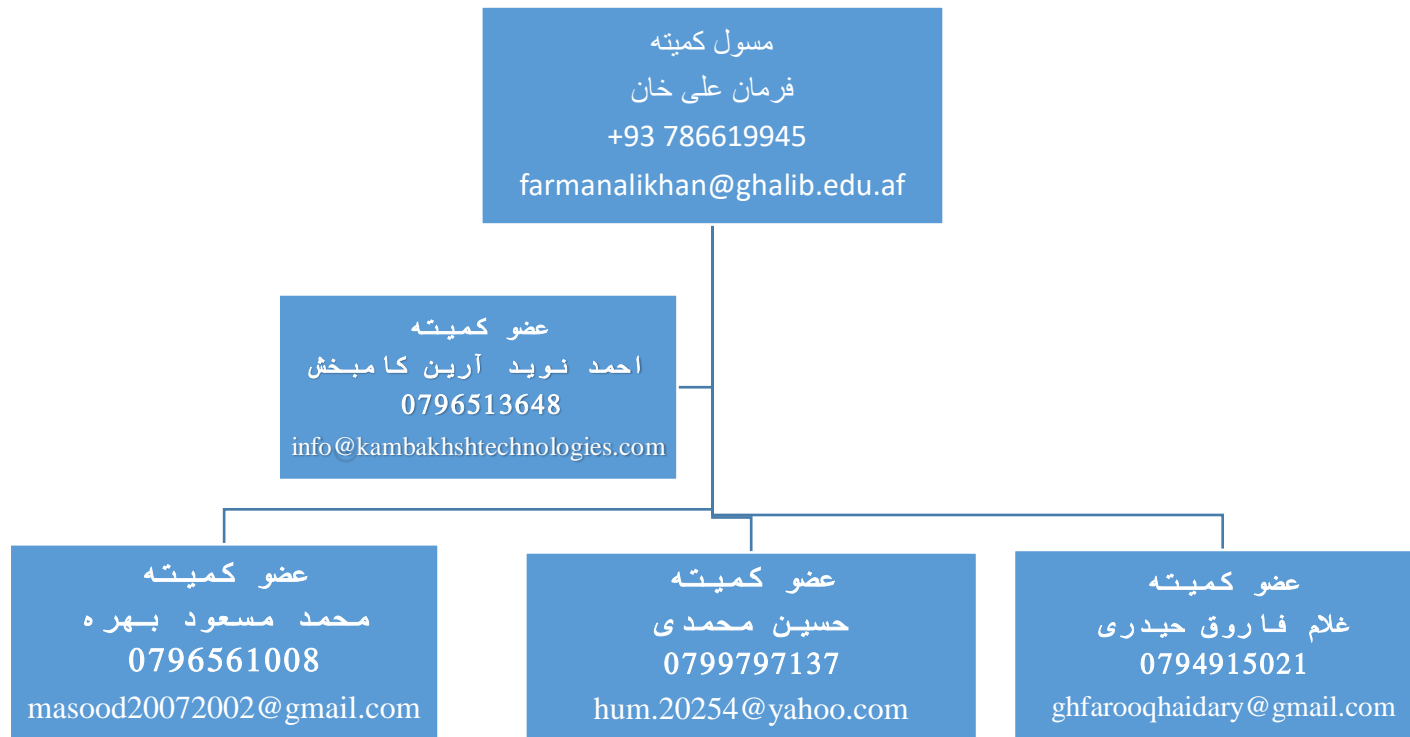 مسول کمیته
فرمان علی خان
+93 786619945
farmanalikhan@ghalib.edu.af
عضو کمیته
احمد نوید آرین کامبخش
0796513648
info@kambakhshtechnologies.com
عضو کمیته
محمد مسعود بهره
0796561008
masood20072002@gmail.com
عضو کمیته
حسین محمدی
0799797137
hum.20254@yahoo.com
عضو کمیته
غلام فاروق حیدری
0794915021
ghfarooqhaidary@gmail.com